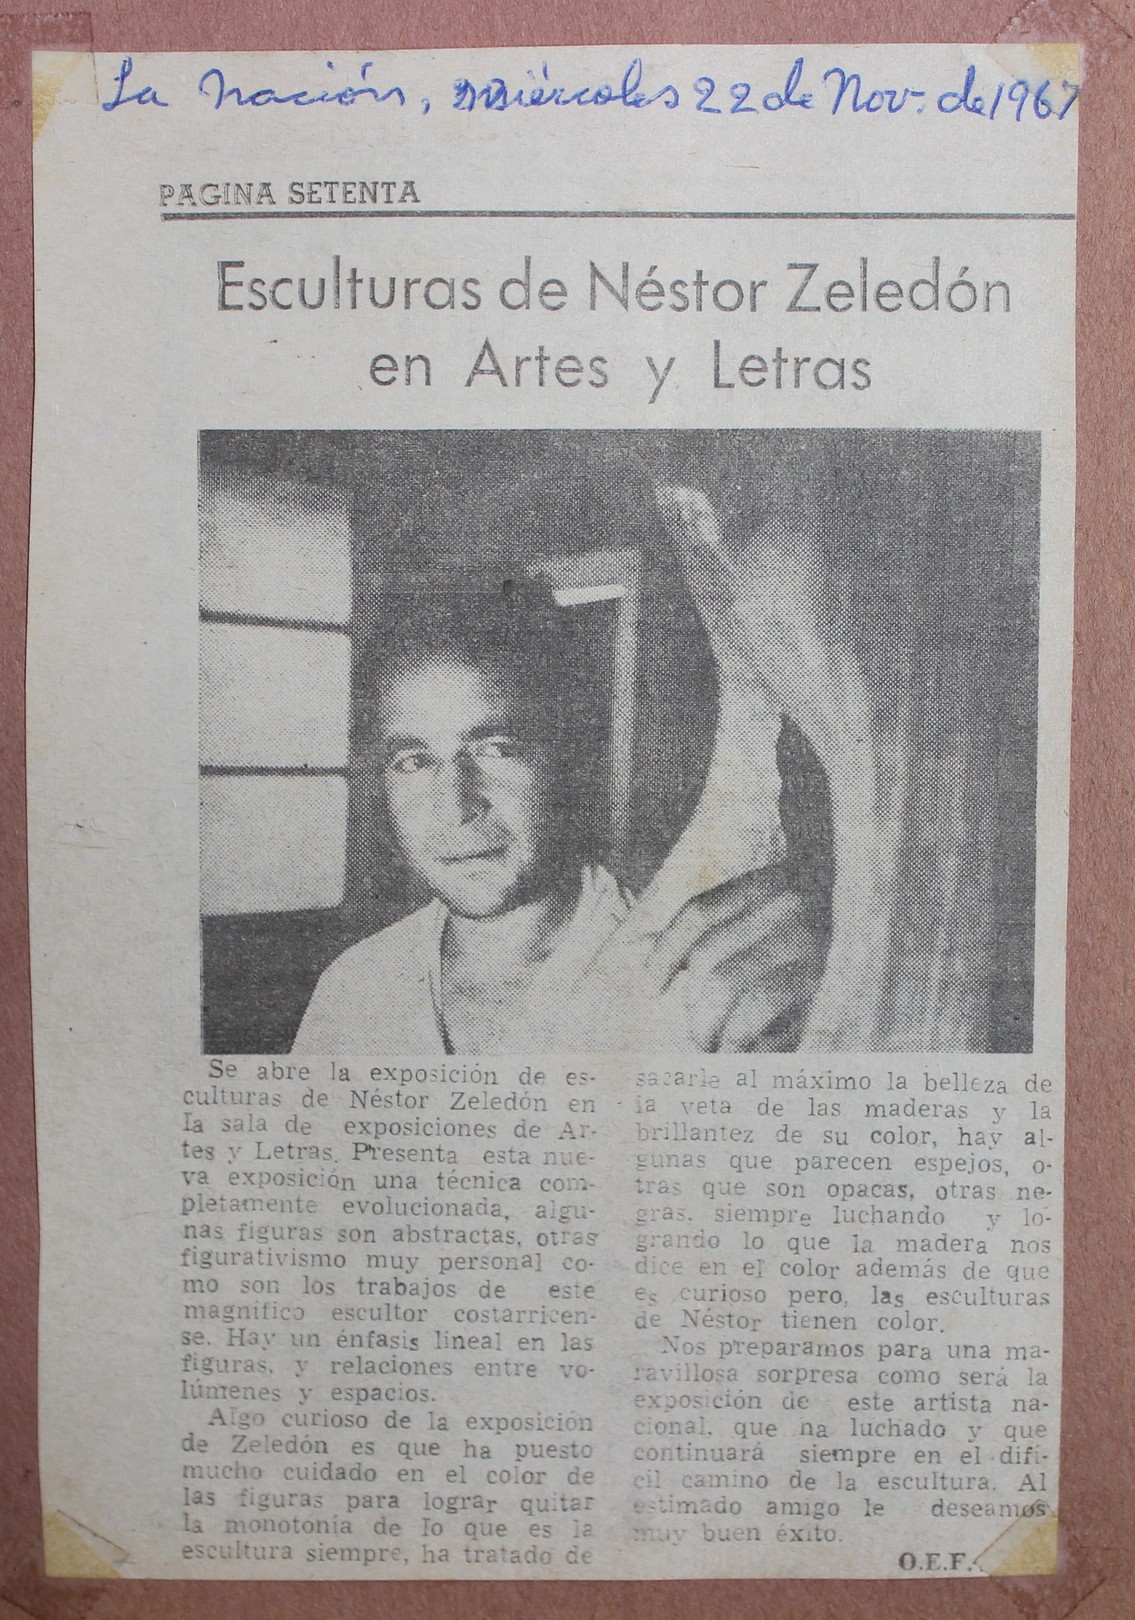 La Nación, miércoles 22 de Nov. de 1967
PAGINA SETENTA
Esculturas de Néstor Zeledón
en Artes y Letras
Se abre la exposición de es-
culturas de Néstor Zeledón en
la sala de exposiciones de Ar-
tes y Letras. Presenta esta nue-
va exposición una técnica com-
pletamente evolucionada, algu-
nas figuras son abstractas, otras
figurativismo muy personal co-
mo son los trabajos de este
magnífico escultor costarricen-
se. Hay un énfasis lineal en las
figuras, y relaciones entre vo-
lúmenes y espacios.
Algo curioso de la exposición
de Zeledón es que ha puesto
mucho cuidado en el color de
las figuras para lograr quitar
la monotonía de lo que es la
escultura siempre, ha tratado de
sacarle al máximo la belleza de
la veta de las maderas y la
brillantez de su color, hay al-
gunas que parecen espejos, o-
tras que son opacas, otras ne-
gras, siempre luchando y lo-
grando lo que la madera nos
dice en el color además de que
es curioso pero, las esculturas
de Néstor tienen color.
Nos preparamos para una ma-
ravillosa sorpresa como será la
exposición de este artista na-
cional, que ha luchado y que
continuará siempre en el difí-
cil camino de la escultura. Al
estimado amigo le deseamos
muy buen éxito.
O.E.F.